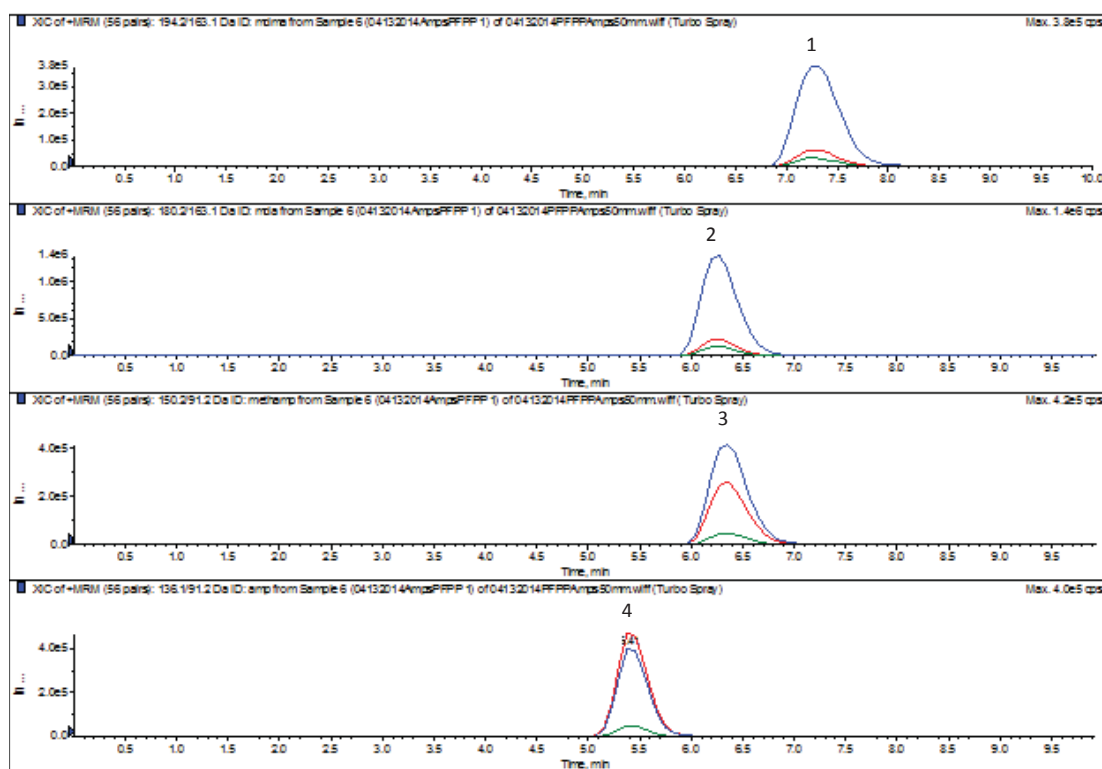 XIC of +MRM (56 pairs): 194.2/163.1 Da ID: mdma from Sample 6 (04132014AmpsPFPP1) of 04132014PFPPAmps50mm.wiff (Turbo Spray) Max. 3.8e5 cps
1
3.8e5
3.0e5
2.0e5
1.0e5
0.0
In ...
0.5 1.0 1.5 2.0 2.5 3.0 3.5 4.0 4.5 5.0 5.5 6.0 6.5 7.0 7.5 8.0 8.5 9.0 9.5 10.0
Time, min
XIC of +MRM (56 pairs): 180.2/163.1 Da ID: mda from Sample 6 (04132014AmpsPFPP1) of 04132014PFPPAmps50mm.wiff (Turbo Spray) Max. 1.4e6 cps
2
1.4e6
1.0e6
5.0e5
0.0
In ...
0.5 1.0 1.5 2.0 2.5 3.0 3.5 4.0 4.5 5.0 5.5 6.0 6.5 7.0 7.5 8.0 8.5 9.0 9.5
Time, min
XIC of +MRM (56 pairs): 150.2/91.2 Da ID: methamp from Sample 6 (04132014AmpsPFPP1) of 04132014PFPPAmps50mm.wiff (Turbo Spray) Max. 4.2e5 cps
3
4.0e5
2.0e5
0.0
In ...
0.5 1.0 1.5 2.0 2.5 3.0 3.5 4.0 4.5 5.0 5.5 6.0 6.5 7.0 7.5 8.0 8.5 9.0 9.5
Time, min
XIC of +MRM (56 pairs): 136.1/91.2 Da ID: amp from Sample 6 (04132014AmpsPFPP1) of 04132014PFPPAmps50mm.wiff (Turbo Spray) Max. 4.0e5 cps
4
4.0e5
2.0e5
0.0
In ...
0.5 1.0 1.5 2.0 2.5 3.0 3.5 4.0 4.5 5.0 5.5 6.0 6.5 7.0 7.5 8.0 8.5 9.0 9.5
Time, min